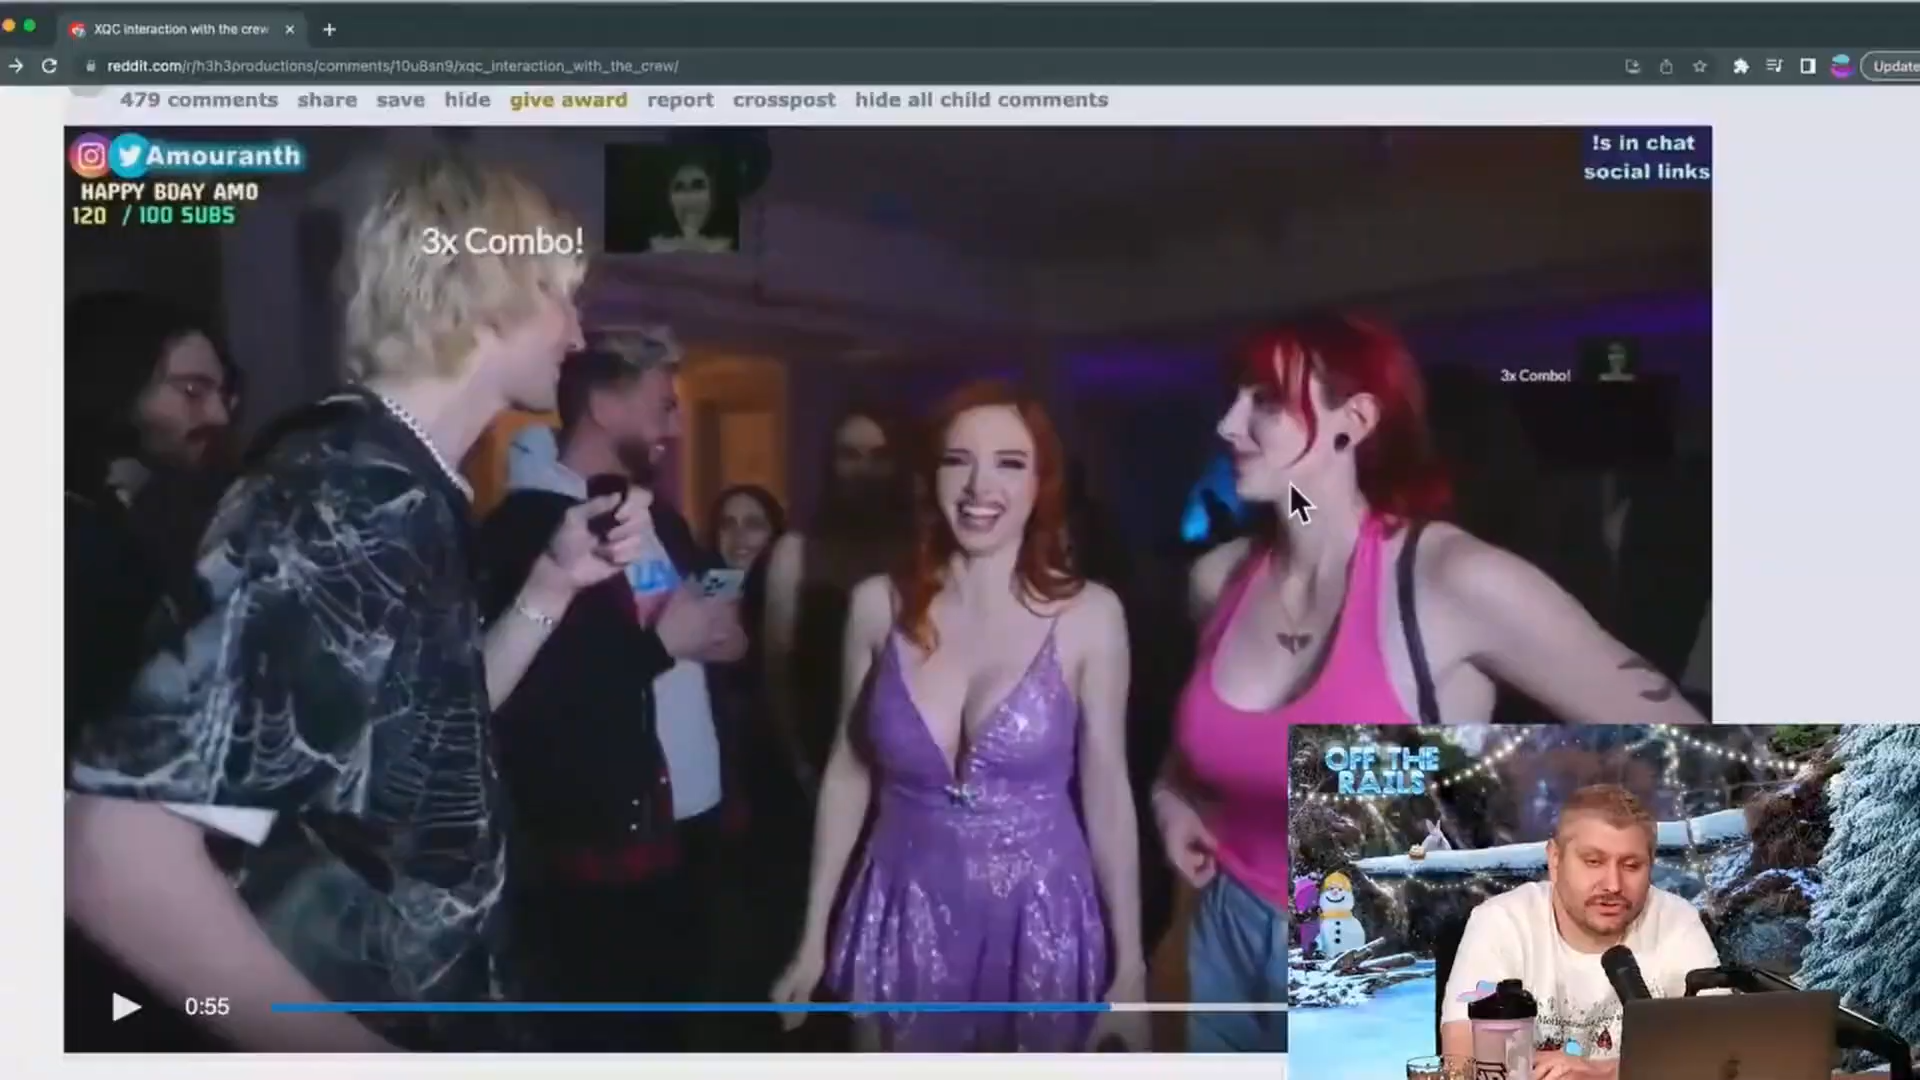 XQC interaction with the crew
reddit.com/r/h3h3productions/comments/10u8sn9/xqc_interaction_with_the_crew/
Update
479 comments share save hide give award report crosspost hide all child comments
Amouranth
HAPPY BDAY AMO
120 / 100 SUBS
!s in chat
social links
3x Combo!
3x Combo!
OFF THE
RAILS
0:55